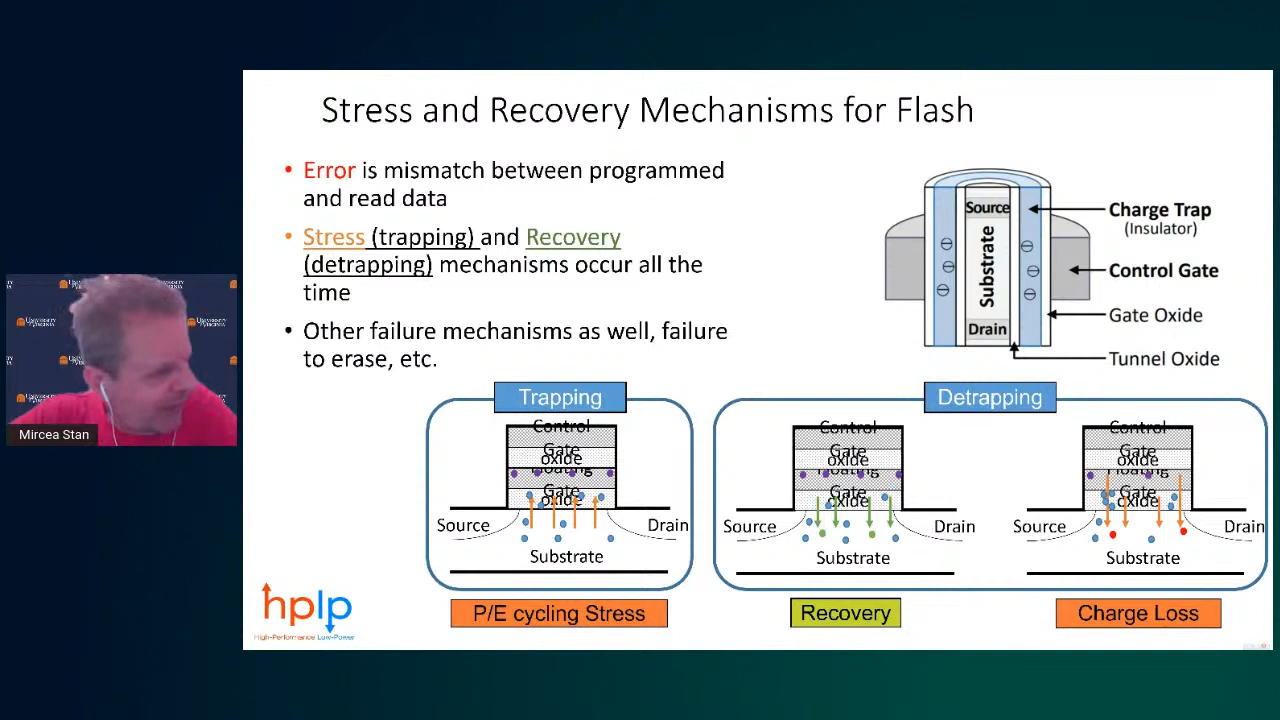 Stress and Recovery Mechanisms for Flash
• Error is mismatch between programmed
and read data
• Stress (trapping) and Recovery
(detrapping) mechanisms occur all the
time
• Other failure mechanisms as well, failure
to erase, etc.
Source
Substrate
Drain
Charge Trap
(Insulator)
Control Gate
Gate Oxide
Tunnel Oxide
Trapping
Control
Gate
oxide
Floating
Gate
oxide
Source
Drain
Substrate
P/E cycling Stress
Detrapping
Control
Gate
oxide
Floating
Gate
oxide
Source
Drain
Substrate
Recovery
Control
Gate
oxide
Floating
Gate
oxide
Source
Drain
Substrate
Charge Loss
hplp
High-Performance Low-Power
Mircea Stan
UNIVERSITY
of VIRGINIA